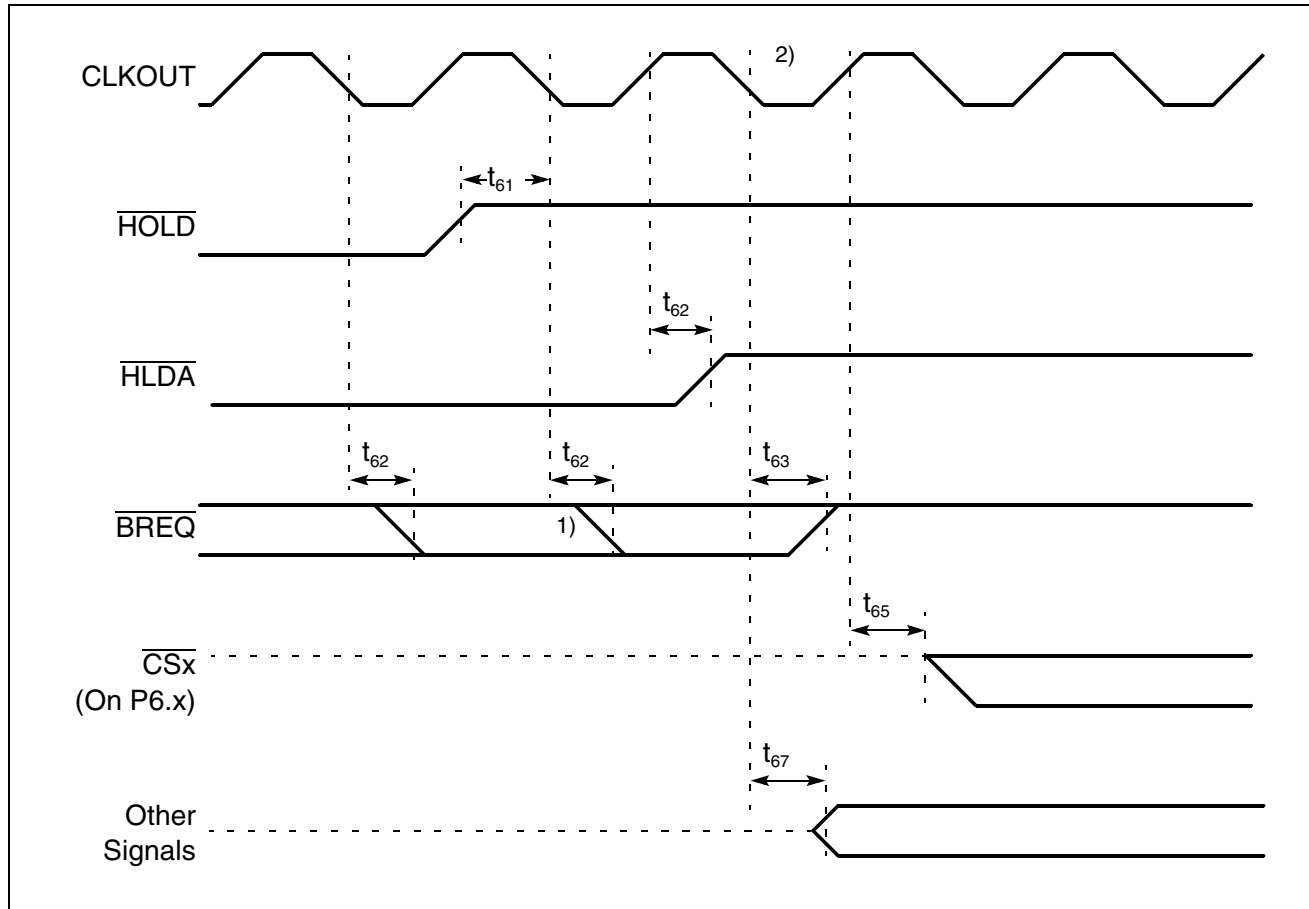 CLKOUT
2)
t61
HOLD
t62
HLDA
t62
t62
t63
BREQ
1)
t65
CSx
(On P6.x)
t67
Other
Signals